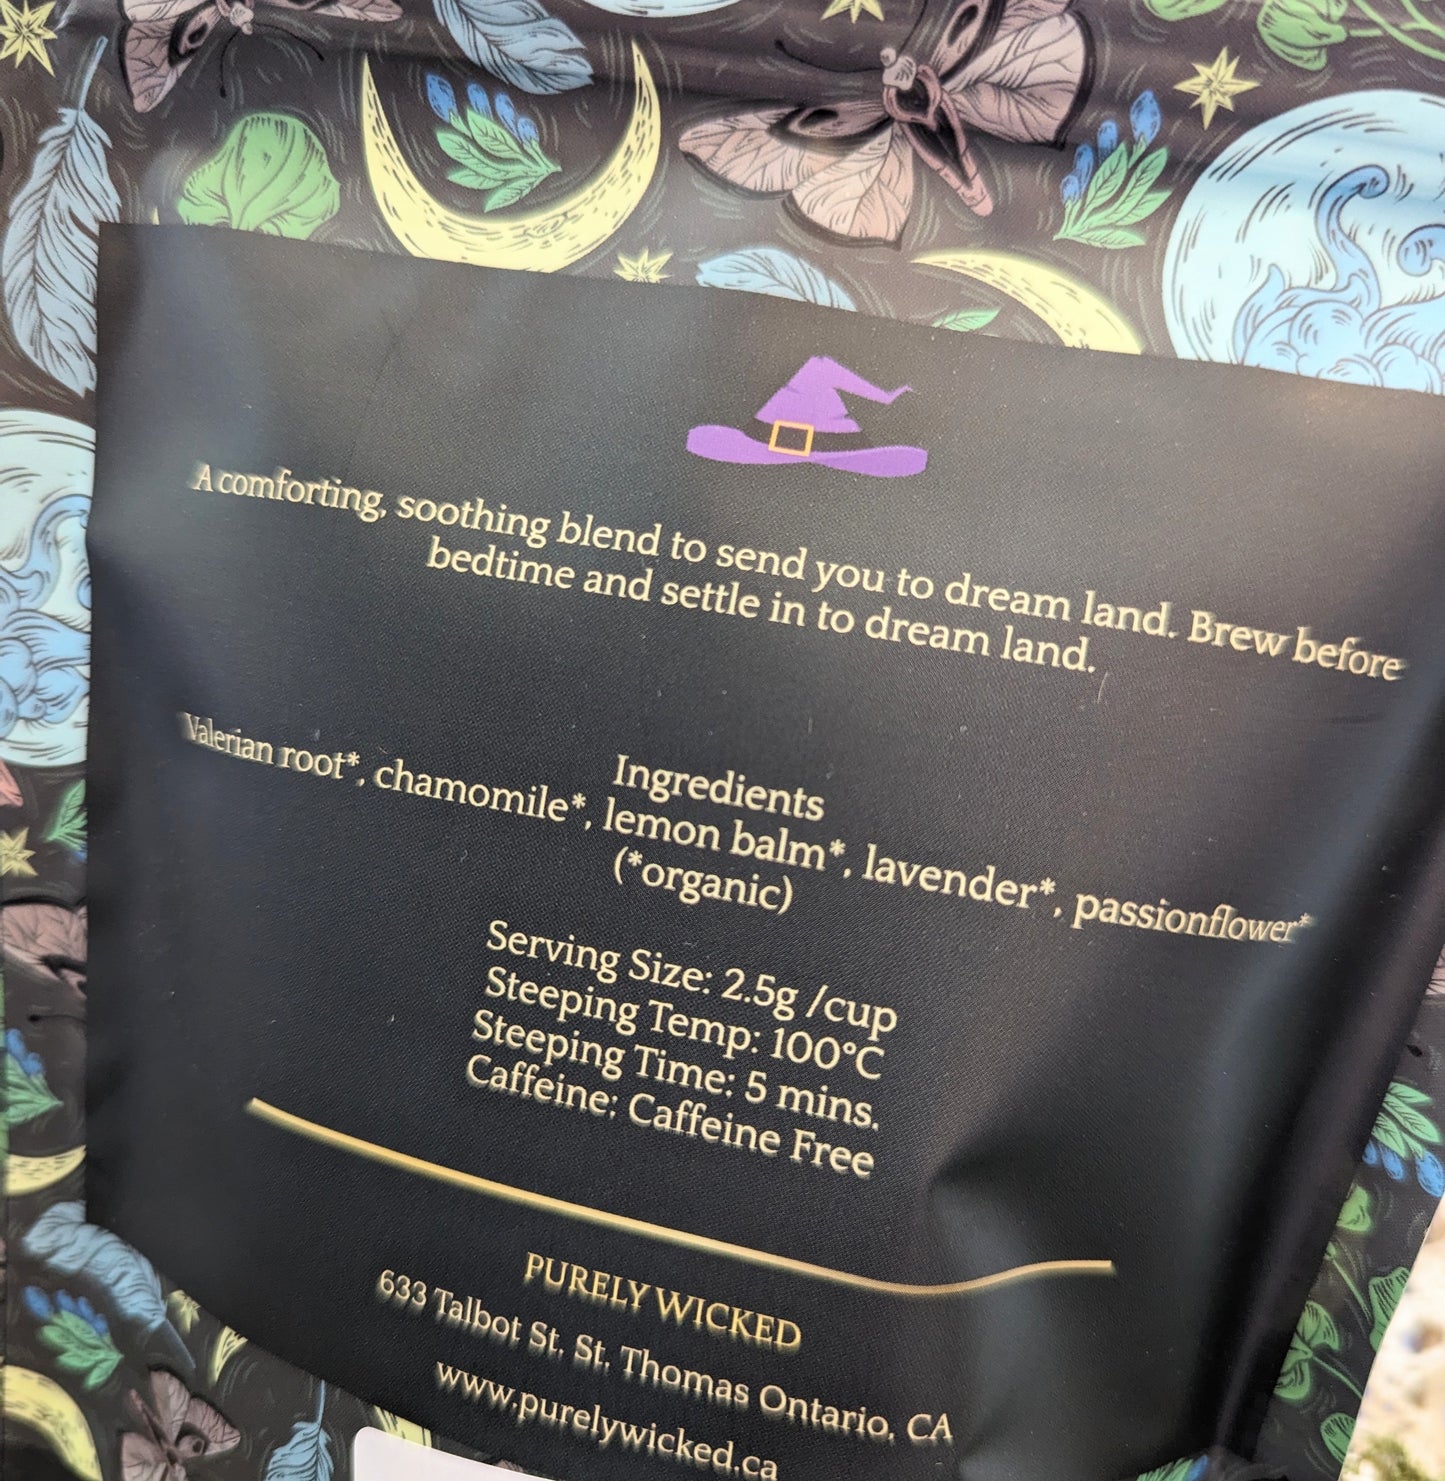 A comforting, soothing blend to send you to dream land. Brew before
bedtime and settle in to dream land.
Ingredients
Valerian root*, chamomile*, lemon balm*, lavender*, passionflower*
(*organic)
Serving Size: 2.5g /cup
Steeping Temp: 100°C
Steeping Time: 5 mins.
Caffeine: Caffeine Free
PURELY WICKED
633 Talbot St. St. Thomas Ontario, CA
www.purelywicked.ca